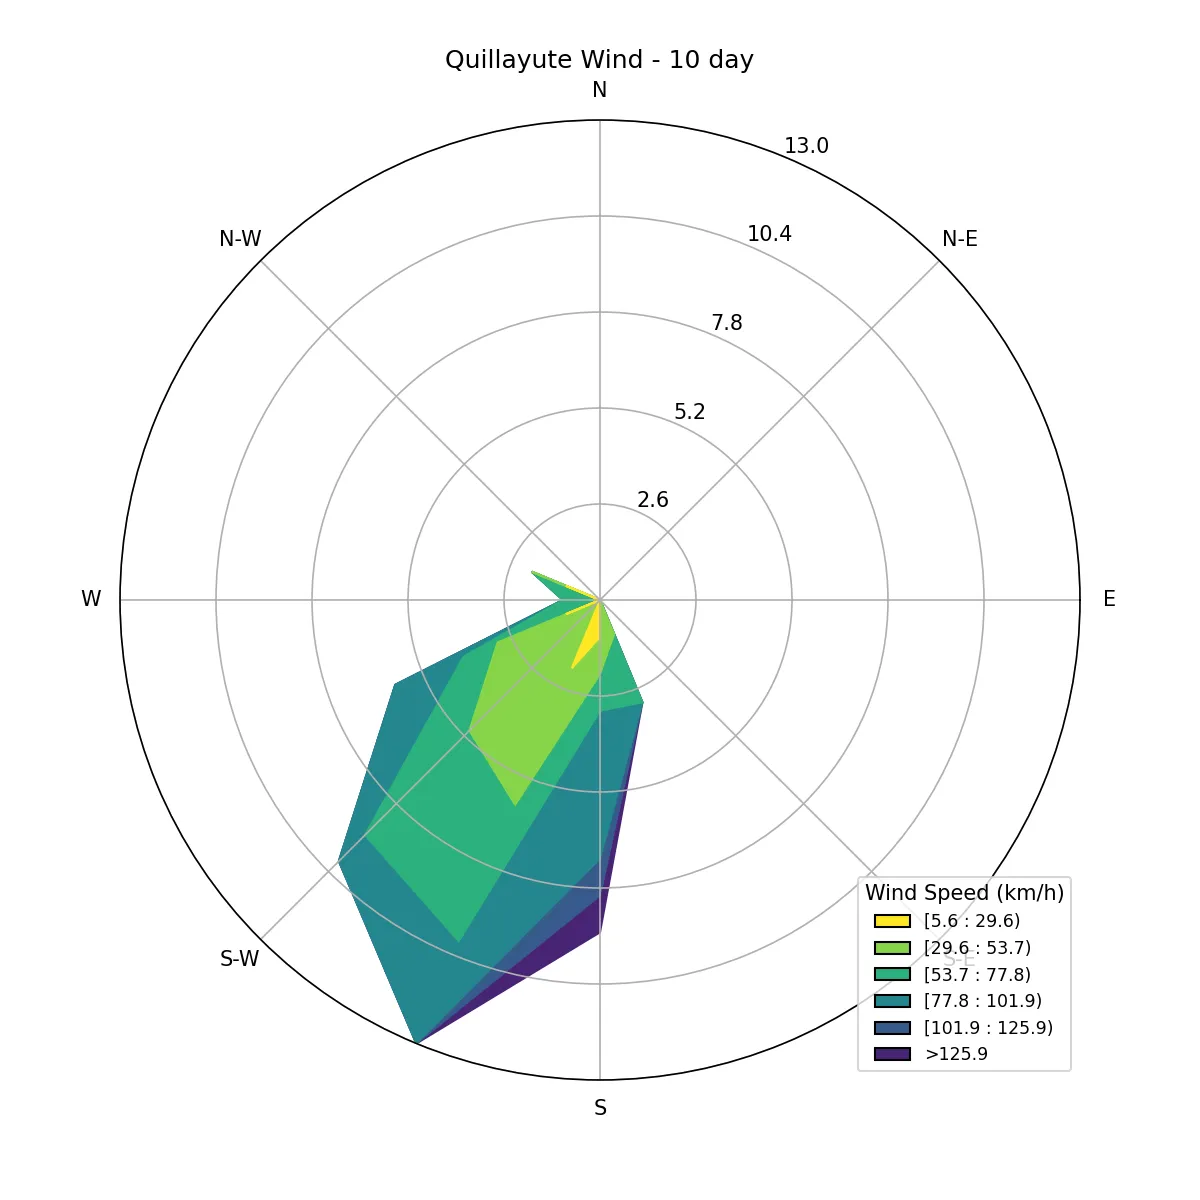 Quillayute Wind - 10 day
N
13.0
N-W
10.4
N-E
7.8
5.2
2.6
W
E
Wind Speed (km/h)
[5.6 : 29.6)
[29.6 : 53.7)
S-W
S-E
[53.7 : 77.8)
[77.8 : 101.9)
[101.9 : 125.9)
>125.9
S